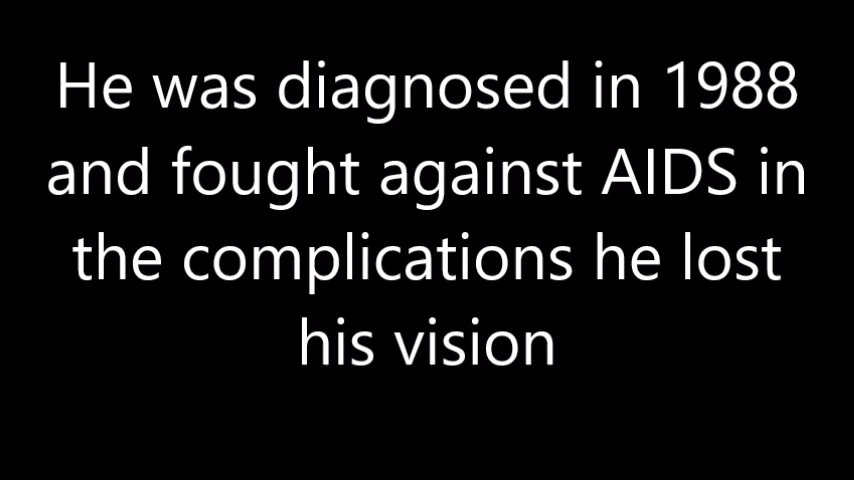 He was diagnosed in 1988
and fought against AIDS in
the complications he lost
his vision